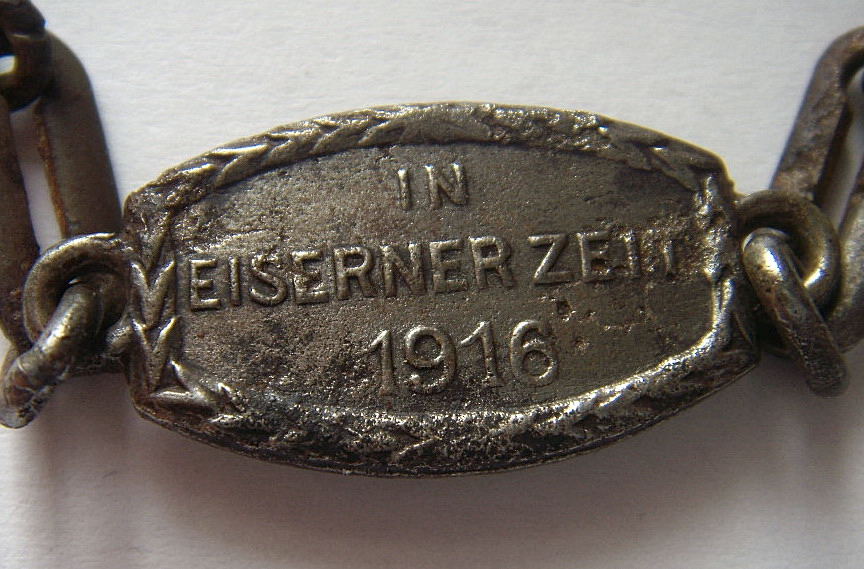 IN
EISERNER ZEIT
1916